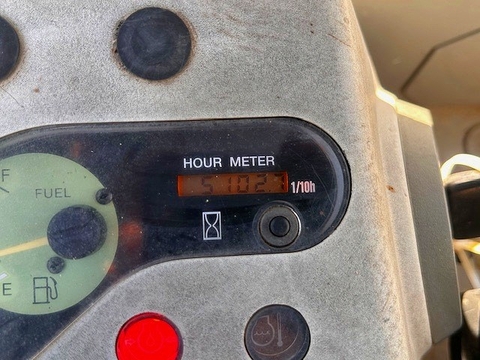 HOUR METER
F
51027 1/10h
FUEL
E